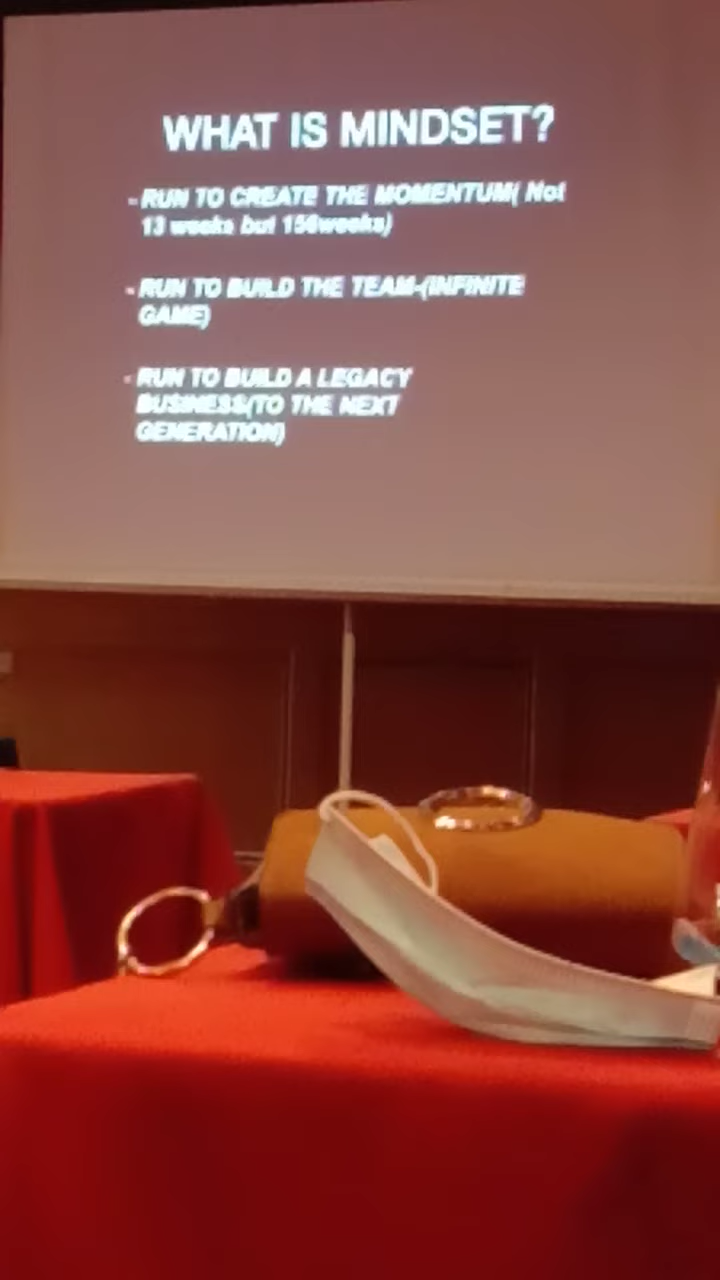 WHAT IS MINDSET?
- RUN TO CREATE THE MOMENTUM( Not
13 weeks but 156weeks)
- RUN TO BUILD THE TEAM-(INFINITE
GAME)
- RUN TO BUILD A LEGACY
BUSINESS(TO THE NEXT
GENERATION)